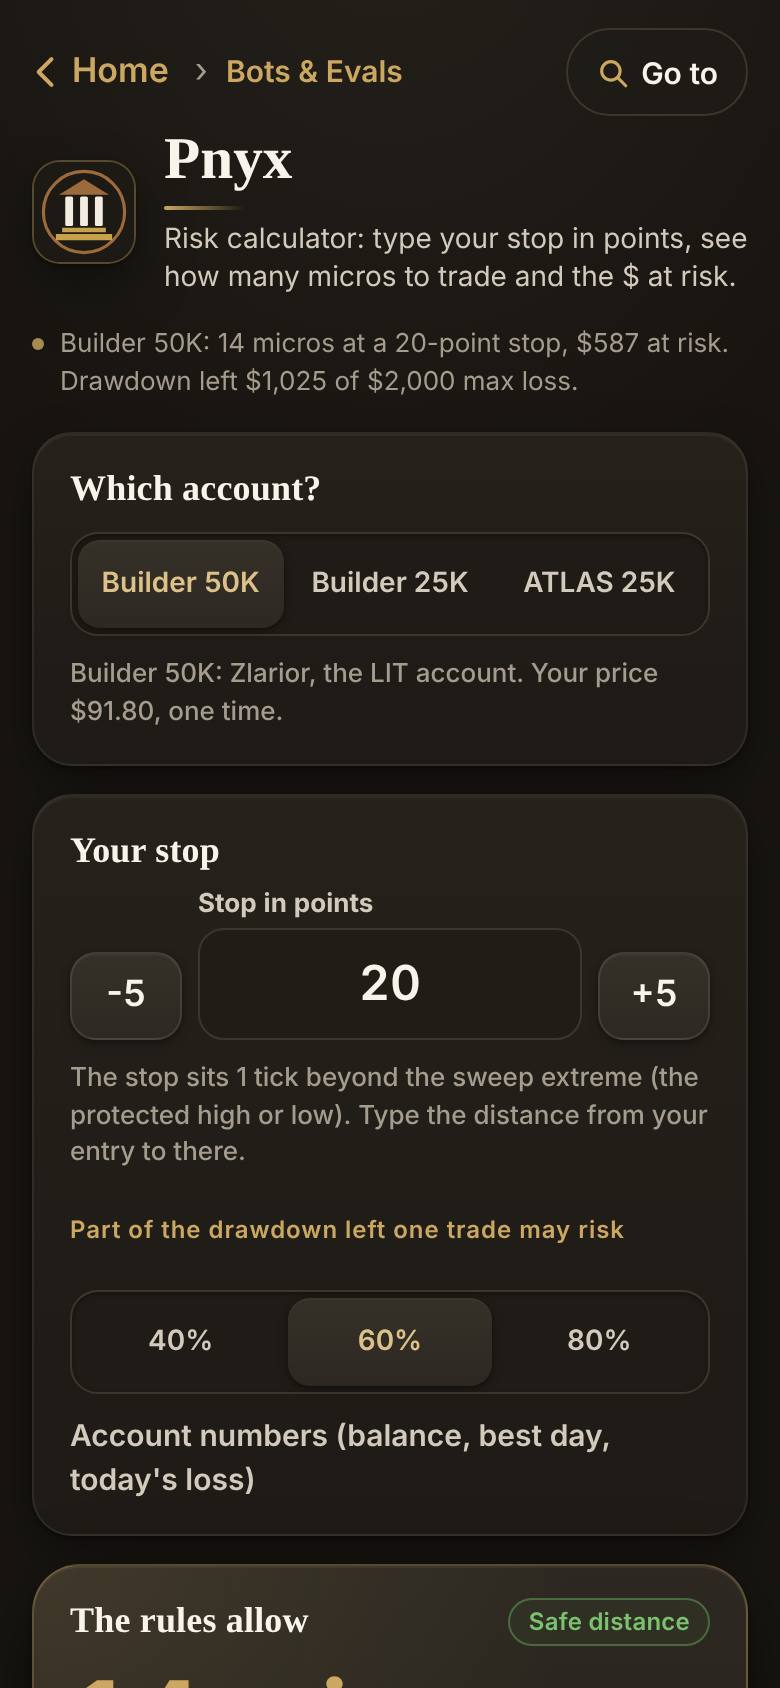 Home › Bots & Evals
Go to
Pnyx
Risk calculator: type your stop in points, see
how many micros to trade and the $ at risk.
Builder 50K: 14 micros at a 20-point stop, $587 at risk.
Drawdown left $1,025 of $2,000 max loss.
Which account?
Builder 50K
Builder 25K
ATLAS 25K
Builder 50K: Zlarior, the LIT account. Your price
$91.80, one time.
Your stop
Stop in points
-5
20
+5
The stop sits 1 tick beyond the sweep extreme (the
protected high or low). Type the distance from your
entry to there.
Part of the drawdown left one trade may risk
40%
60%
80%
Account numbers (balance, best day,
today's loss)
The rules allow
Safe distance